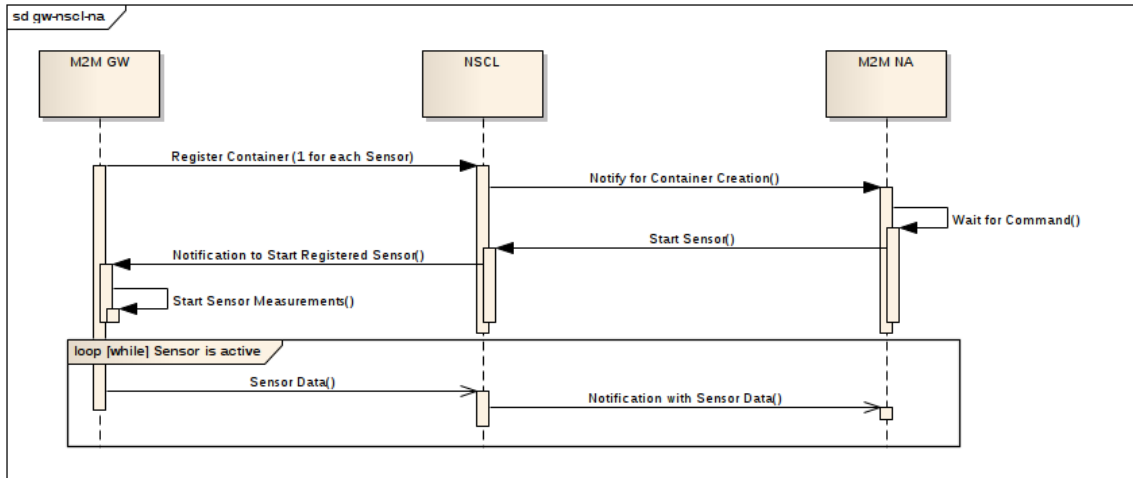 sd gw-nscl-na
M2M GW
NSCL
M2M NA
Register Container (1 for each Sensor)
Notify for Container Creation()
Wait for Command()
Start Sensor()
Notification to Start Registered Sensor()
Start Sensor Measurements()
loop [while] Sensor is active
Sensor Data()
Notification with Sensor Data()